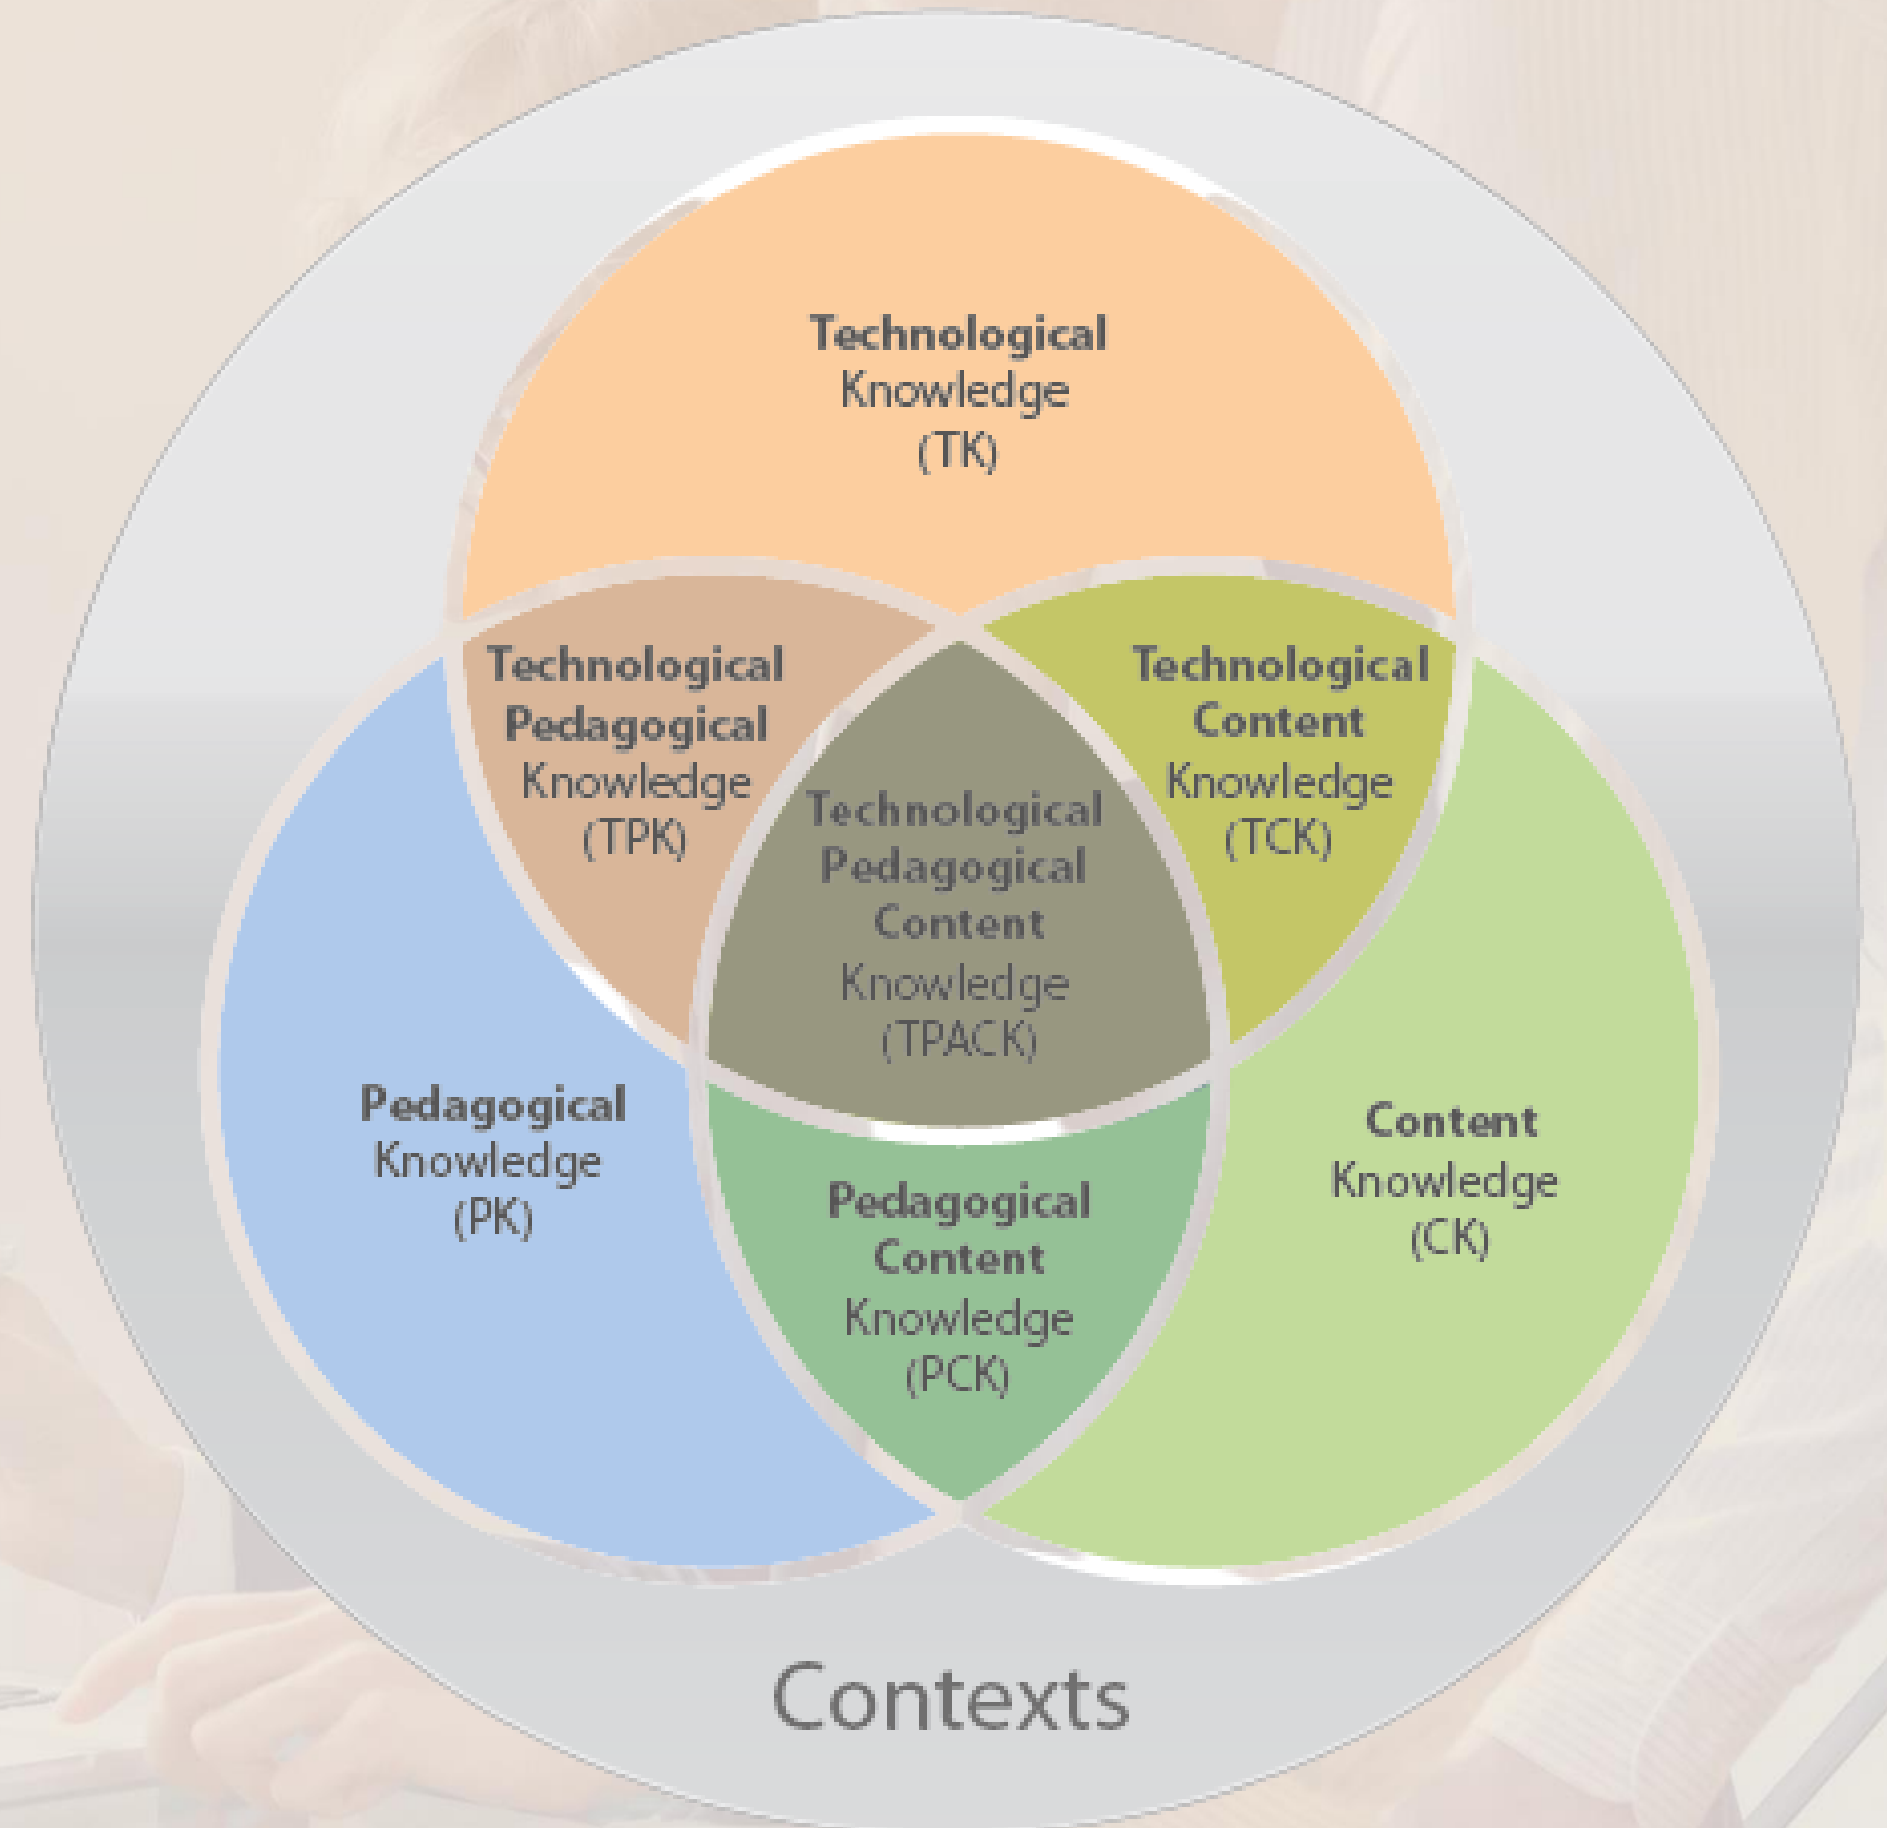 Technological
Knowledge
(TK)
Technological
Pedagogical
Knowledge
(TPK)
Technological
Content
Knowledge
(TCK)
Technological
Pedagogical
Content
Knowledge
(TPACK)
Pedagogical
Knowledge
(PK)
Content
Knowledge
(CK)
Pedagogical
Content
Knowledge
(PCK)
Contexts